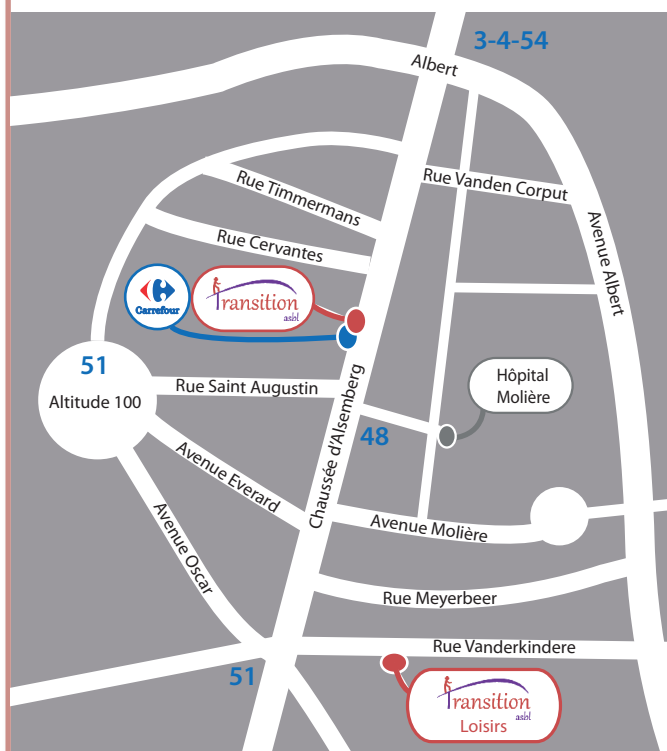 3-4-54
Albert
Rue Vanden Corput
Rue Timmermans
Avenue Albert
Rue Cervantes
Carrefour
Transition
asbl
51
Altitude 100
Rue Saint Augustin
Hôpital
Molière
Chaussée d'Alsemberg
48
Avenue Everard
Avenue Molière
Avenue Oscar
Rue Meyerbeer
Rue Vanderkindere
51
Transition
asbl
Loisirs